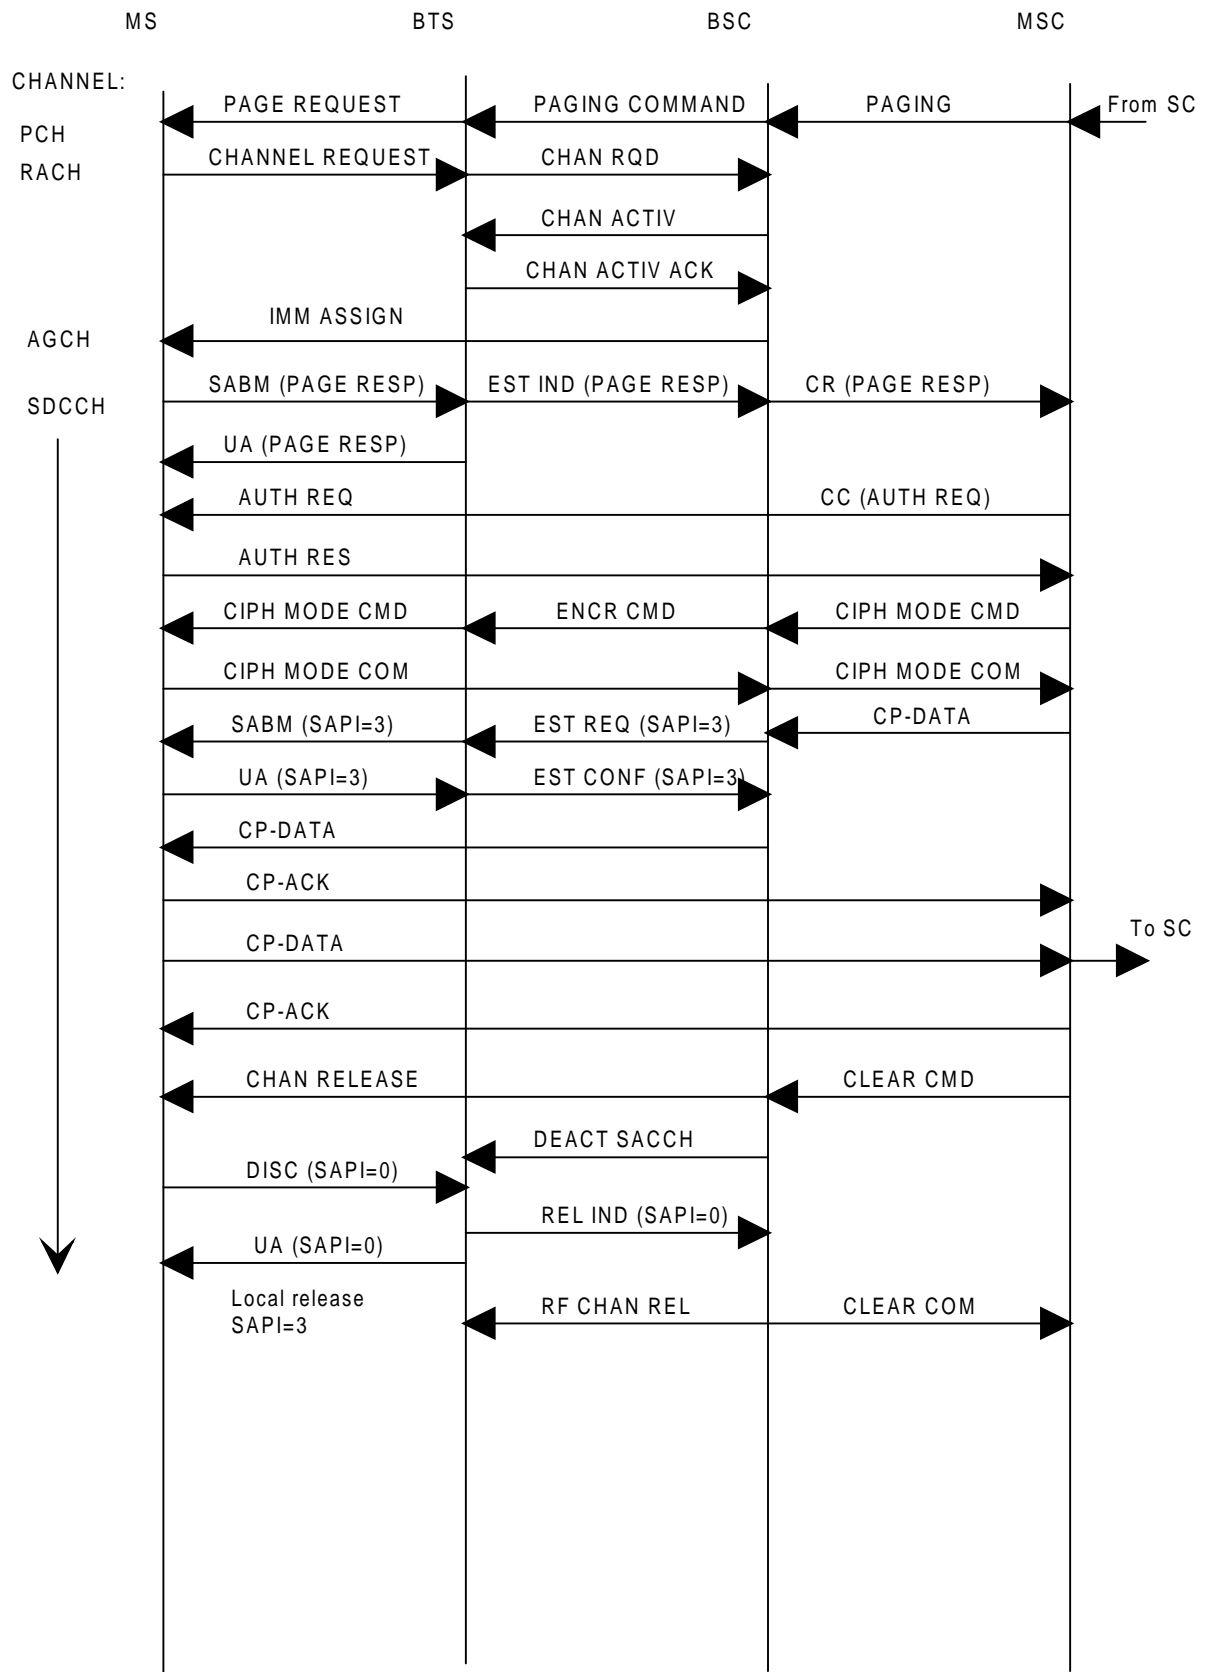 MS BTS BSC MSC
CHANNEL:
PAGE REQUEST PAGING COMMAND PAGING From SC
PCH
CHANNEL REQUEST CHAN RQD
RACH
CHAN ACTIV
CHAN ACTIV ACK
IMM ASSIGN
AGCH
SABM (PAGE RESP) EST IND (PAGE RESP) CR (PAGE RESP)
SDCCH
UA (PAGE RESP)
AUTH REQ CC (AUTH REQ)
AUTH RES
CIPH MODE CMD ENCR CMD CIPH MODE CMD
CIPH MODE COM CIPH MODE COM
CP-DATA
SABM (SAPI=3) EST REQ (SAPI=3)
UA (SAPI=3) EST CONF (SAPI=3)
CP-DATA
CP-ACK
To SC
CP-DATA
CP-ACK
CHAN RELEASE CLEAR CMD
DEACT SACCH
DISC (SAPI=0)
REL IND (SAPI=0)
UA (SAPI=0)
Local release
SAPI=3
RF CHAN REL CLEAR COM